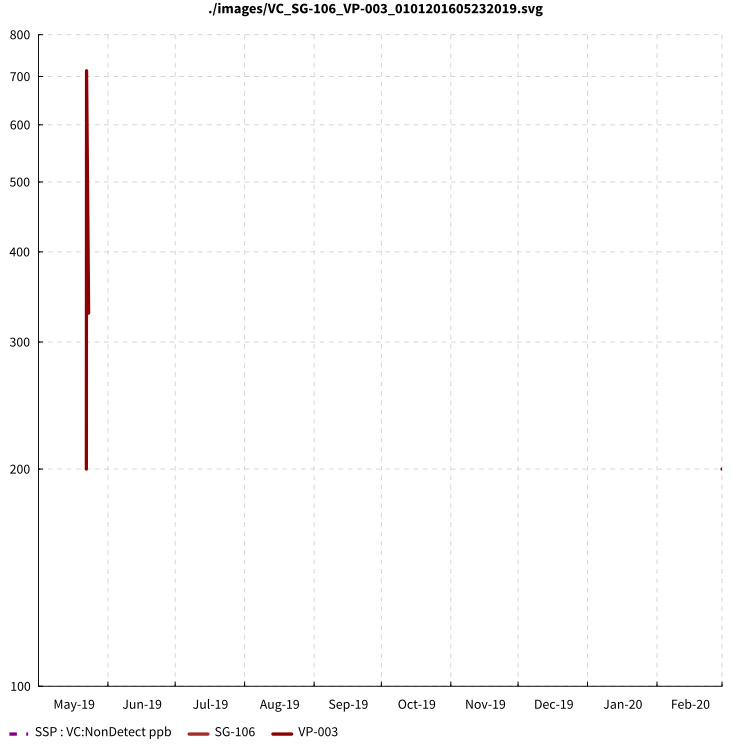 ./images/VC_SG-106_VP-003_0101201605232019.svg
800
700
600
500
400
300
200
100
May-19 Jun-19 Jul-19 Aug-19 Sep-19 Oct-19 Nov-19 Dec-19 Jan-20 Feb-20
SSP : VC:NonDetect ppb SG-106 VP-003